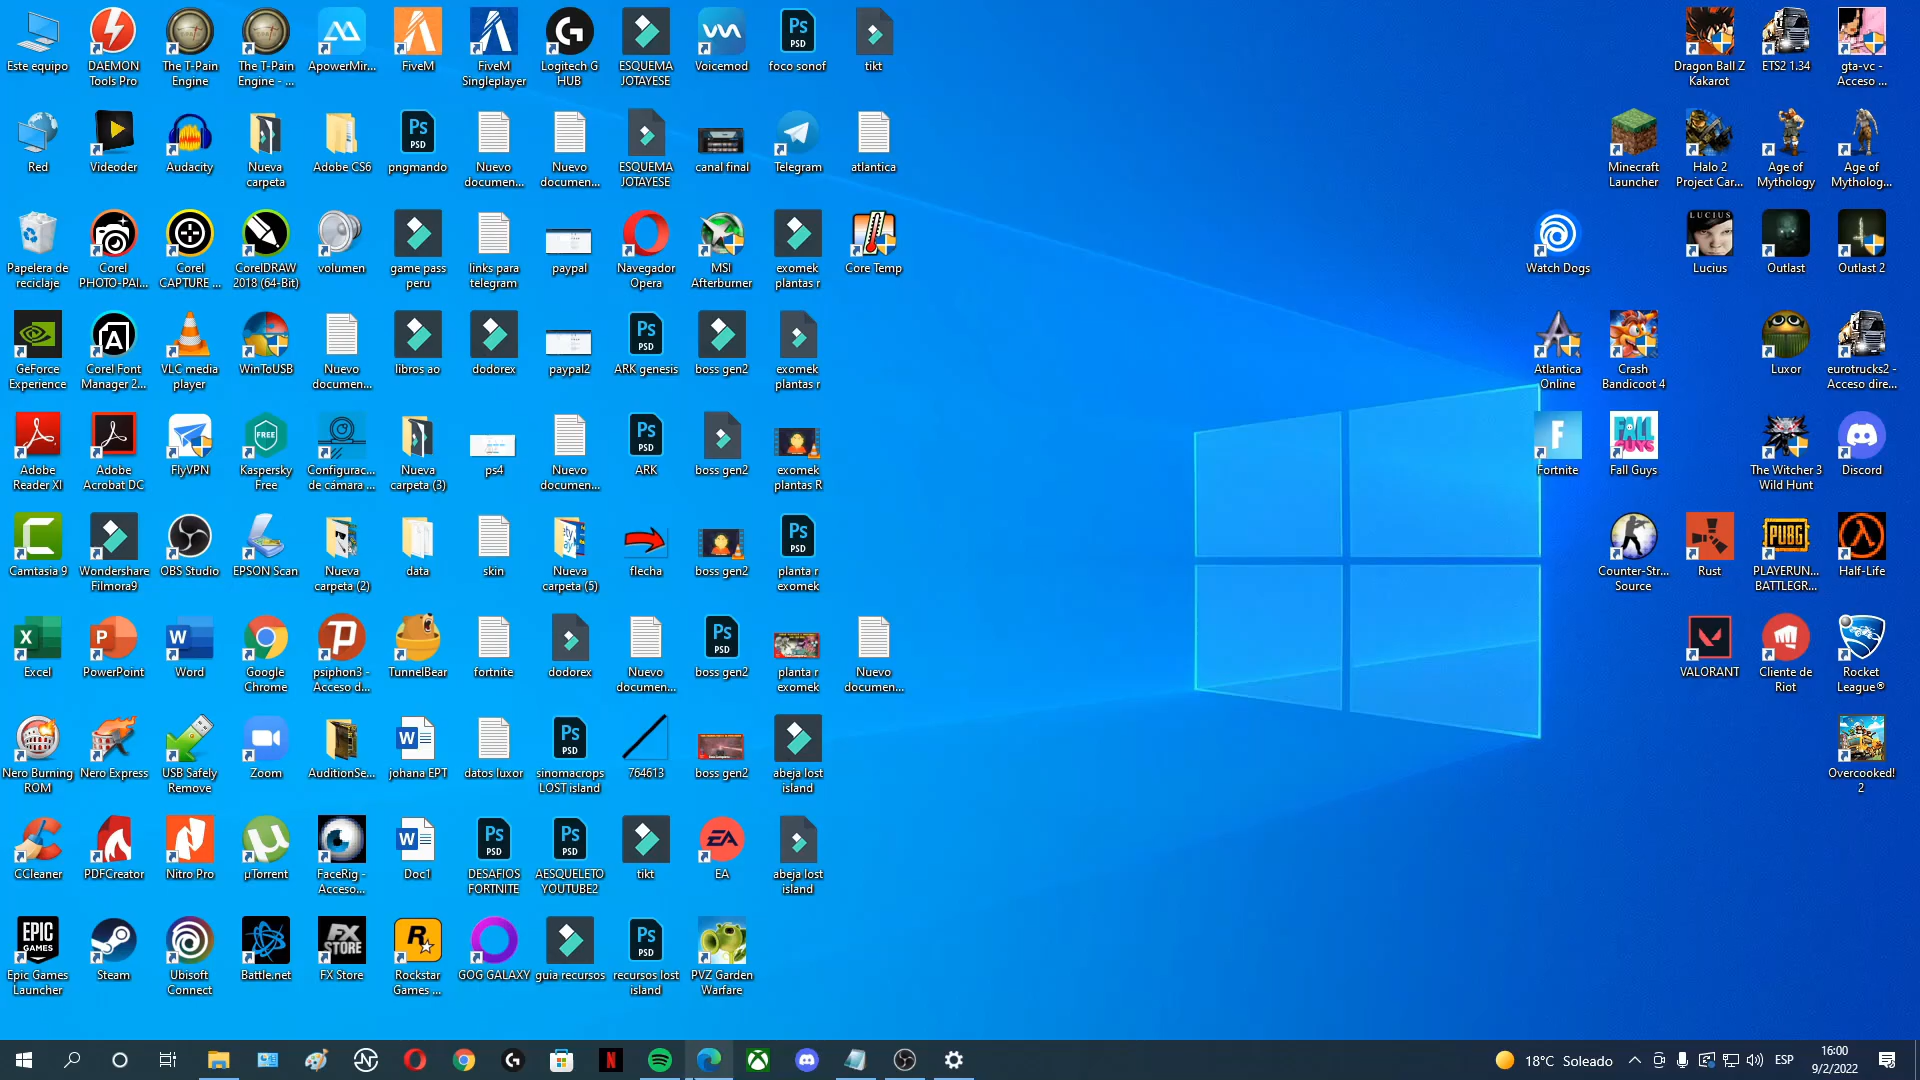 Este equipo
DAEMON Tools Pro
The T-Pain Engine
The T-Pain Engine - ...
ApowerMir...
FiveM
FiveM Singleplayer
Logitech G HUB
ESQUEMA JOTAYESE
Voicemod
foco sonof
tikt
Dragon Ball Z Kakarot
ETS2 1.34
gta-vc - Acceso ...
Red
Videoder
Audacity
Nueva carpeta
Adobe CS6
pngmando
Nuevo documen...
Nuevo documen...
ESQUEMA JOTAYESE
canal final
Telegram
atlantica
Minecraft Launcher
Halo 2 Project Car...
Age of Mythology
Age of Mytholog...
Papelera de reciclaje
Corel PHOTO-PAI...
Corel CAPTURE ...
CorelDRAW 2018 (64-Bit)
volumen
game pass peru
links para telegram
paypal
Navegador Opera
MSI Afterburner
exomek plantas r
Core Temp
Watch Dogs
LUCIUS
Lucius
Outlast
Outlast 2
GeForce Experience
Corel Font Manager 2...
VLC media player
WinToUSB
Nuevo documen...
libros ao
dodorex
paypal2
ARK genesis
boss gen2
exomek plantas r
Atlantica Online
Crash Bandicoot 4
Luxor
eurotrucks2 - Acceso dire...
Adobe Reader XI
Adobe Acrobat DC
FlyVPN
FREE
Kaspersky Free
Configurac... de cámara ...
Nueva carpeta (3)
ps4
Nuevo documen...
ARK
boss gen2
exomek plantas R
Fortnite
FALL GUYS
Fall Guys
The Witcher 3 Wild Hunt
Discord
Camtasia 9
Wondershare Filmora9
OBS Studio
EPSON Scan
Nueva carpeta (2)
data
skin
Nueva carpeta (5)
flecha
boss gen2
planta r exomek
Counter-Str... Source
Rust
PUBG
PLAYERUN... BATTLEGR...
Half-Life
Excel
PowerPoint
Word
Google Chrome
psiphon3 - Acceso d...
TunnelBear
fortnite
dodorex
Nuevo documen...
boss gen2
planta r exomek
Nuevo documen...
VALORANT
Cliente de Riot
Rocket League®
Nero Burning ROM
Nero Express
USB Safely Remove
Zoom
AuditionSe...
johana EPT
datos luxor
sinomacrops LOST island
764613
boss gen2
abeja lost island
Overcooked! 2
CCleaner
PDFCreator
Nitro Pro
µTorrent
FaceRig - Acceso...
Doc1
DESAFIOS FORTNITE
AESQUELETO YOUTUBE2
tikt
EA
abeja lost island
EPIC GAMES
Epic Games Launcher
Steam
Ubisoft Connect
Battle.net
FX STORE
FX Store
Rockstar Games ...
GOG GALAXY
guia recursos
recursos lost island
PVZ Garden Warfare
18°C Soleado
ESP
16:00
9/2/2022